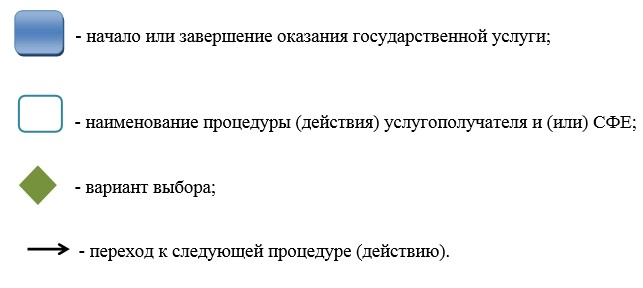 - начало или завершение оказания государственной услуги;
- наименование процедуры (действия) услугополучателя и (или) СФЕ;
- вариант выбора;
- переход к следующей процедуре (действию).